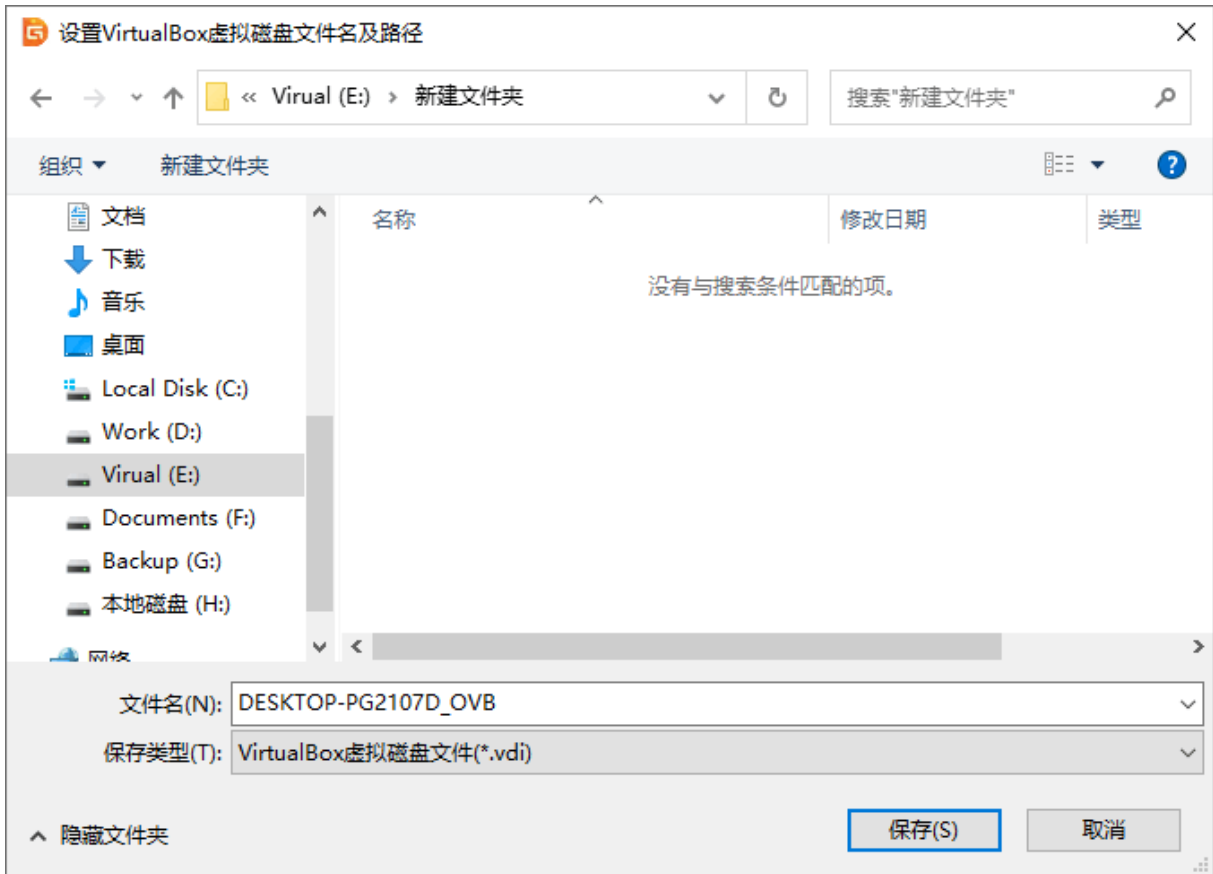 设置VirtualBox虚拟磁盘文件名及路径
« Virual (E:) › 新建文件夹
搜索"新建文件夹"
组织
新建文件夹
名称
修改日期
类型
文档
下载
音乐
桌面
Local Disk (C:)
Work (D:)
Virual (E:)
Documents (F:)
Backup (G:)
本地磁盘 (H:)
网络
没有与搜索条件匹配的项。
文件名(N): DESKTOP-PG2107D_OVB
保存类型(T): VirtualBox虚拟磁盘文件(*.vdi)
隐藏文件夹
保存(S)
取消